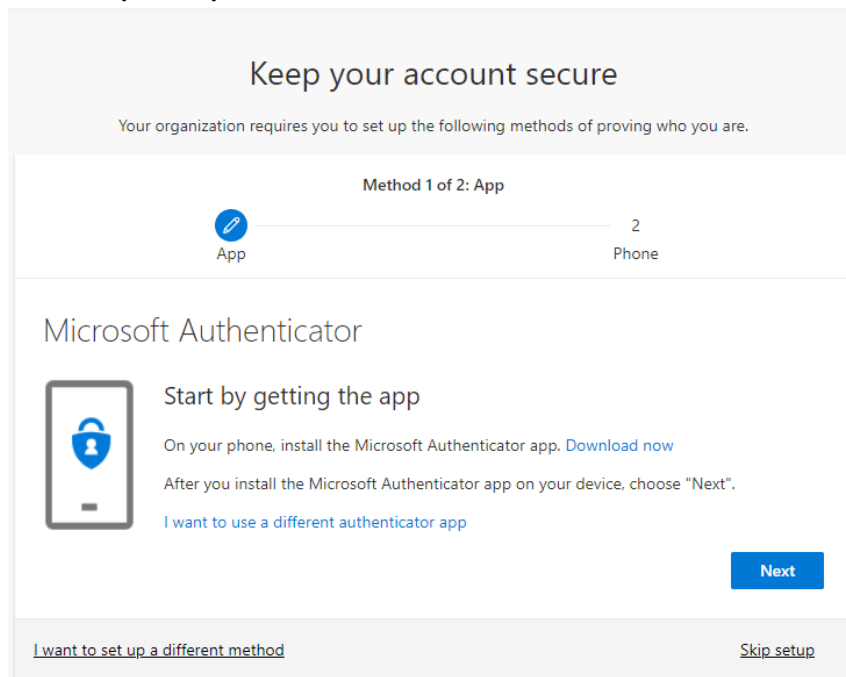 Keep your account secure
Your organization requires you to set up the following methods of proving who you are.
Method 1 of 2: App
2
App
Phone
Microsoft Authenticator
Start by getting the app
On your phone, install the Microsoft Authenticator app. Download now
After you install the Microsoft Authenticator app on your device, choose "Next".
I want to use a different authenticator app
Next
I want to set up a different method
Skip setup